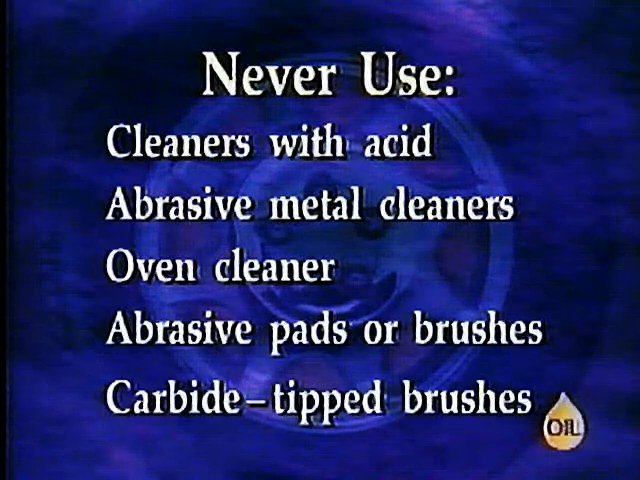 Never Use:
Cleaners with acid
Abrasive metal cleaners
Oven cleaner
Abrasive pads or brushes
Carbide–tipped brushes
OIL